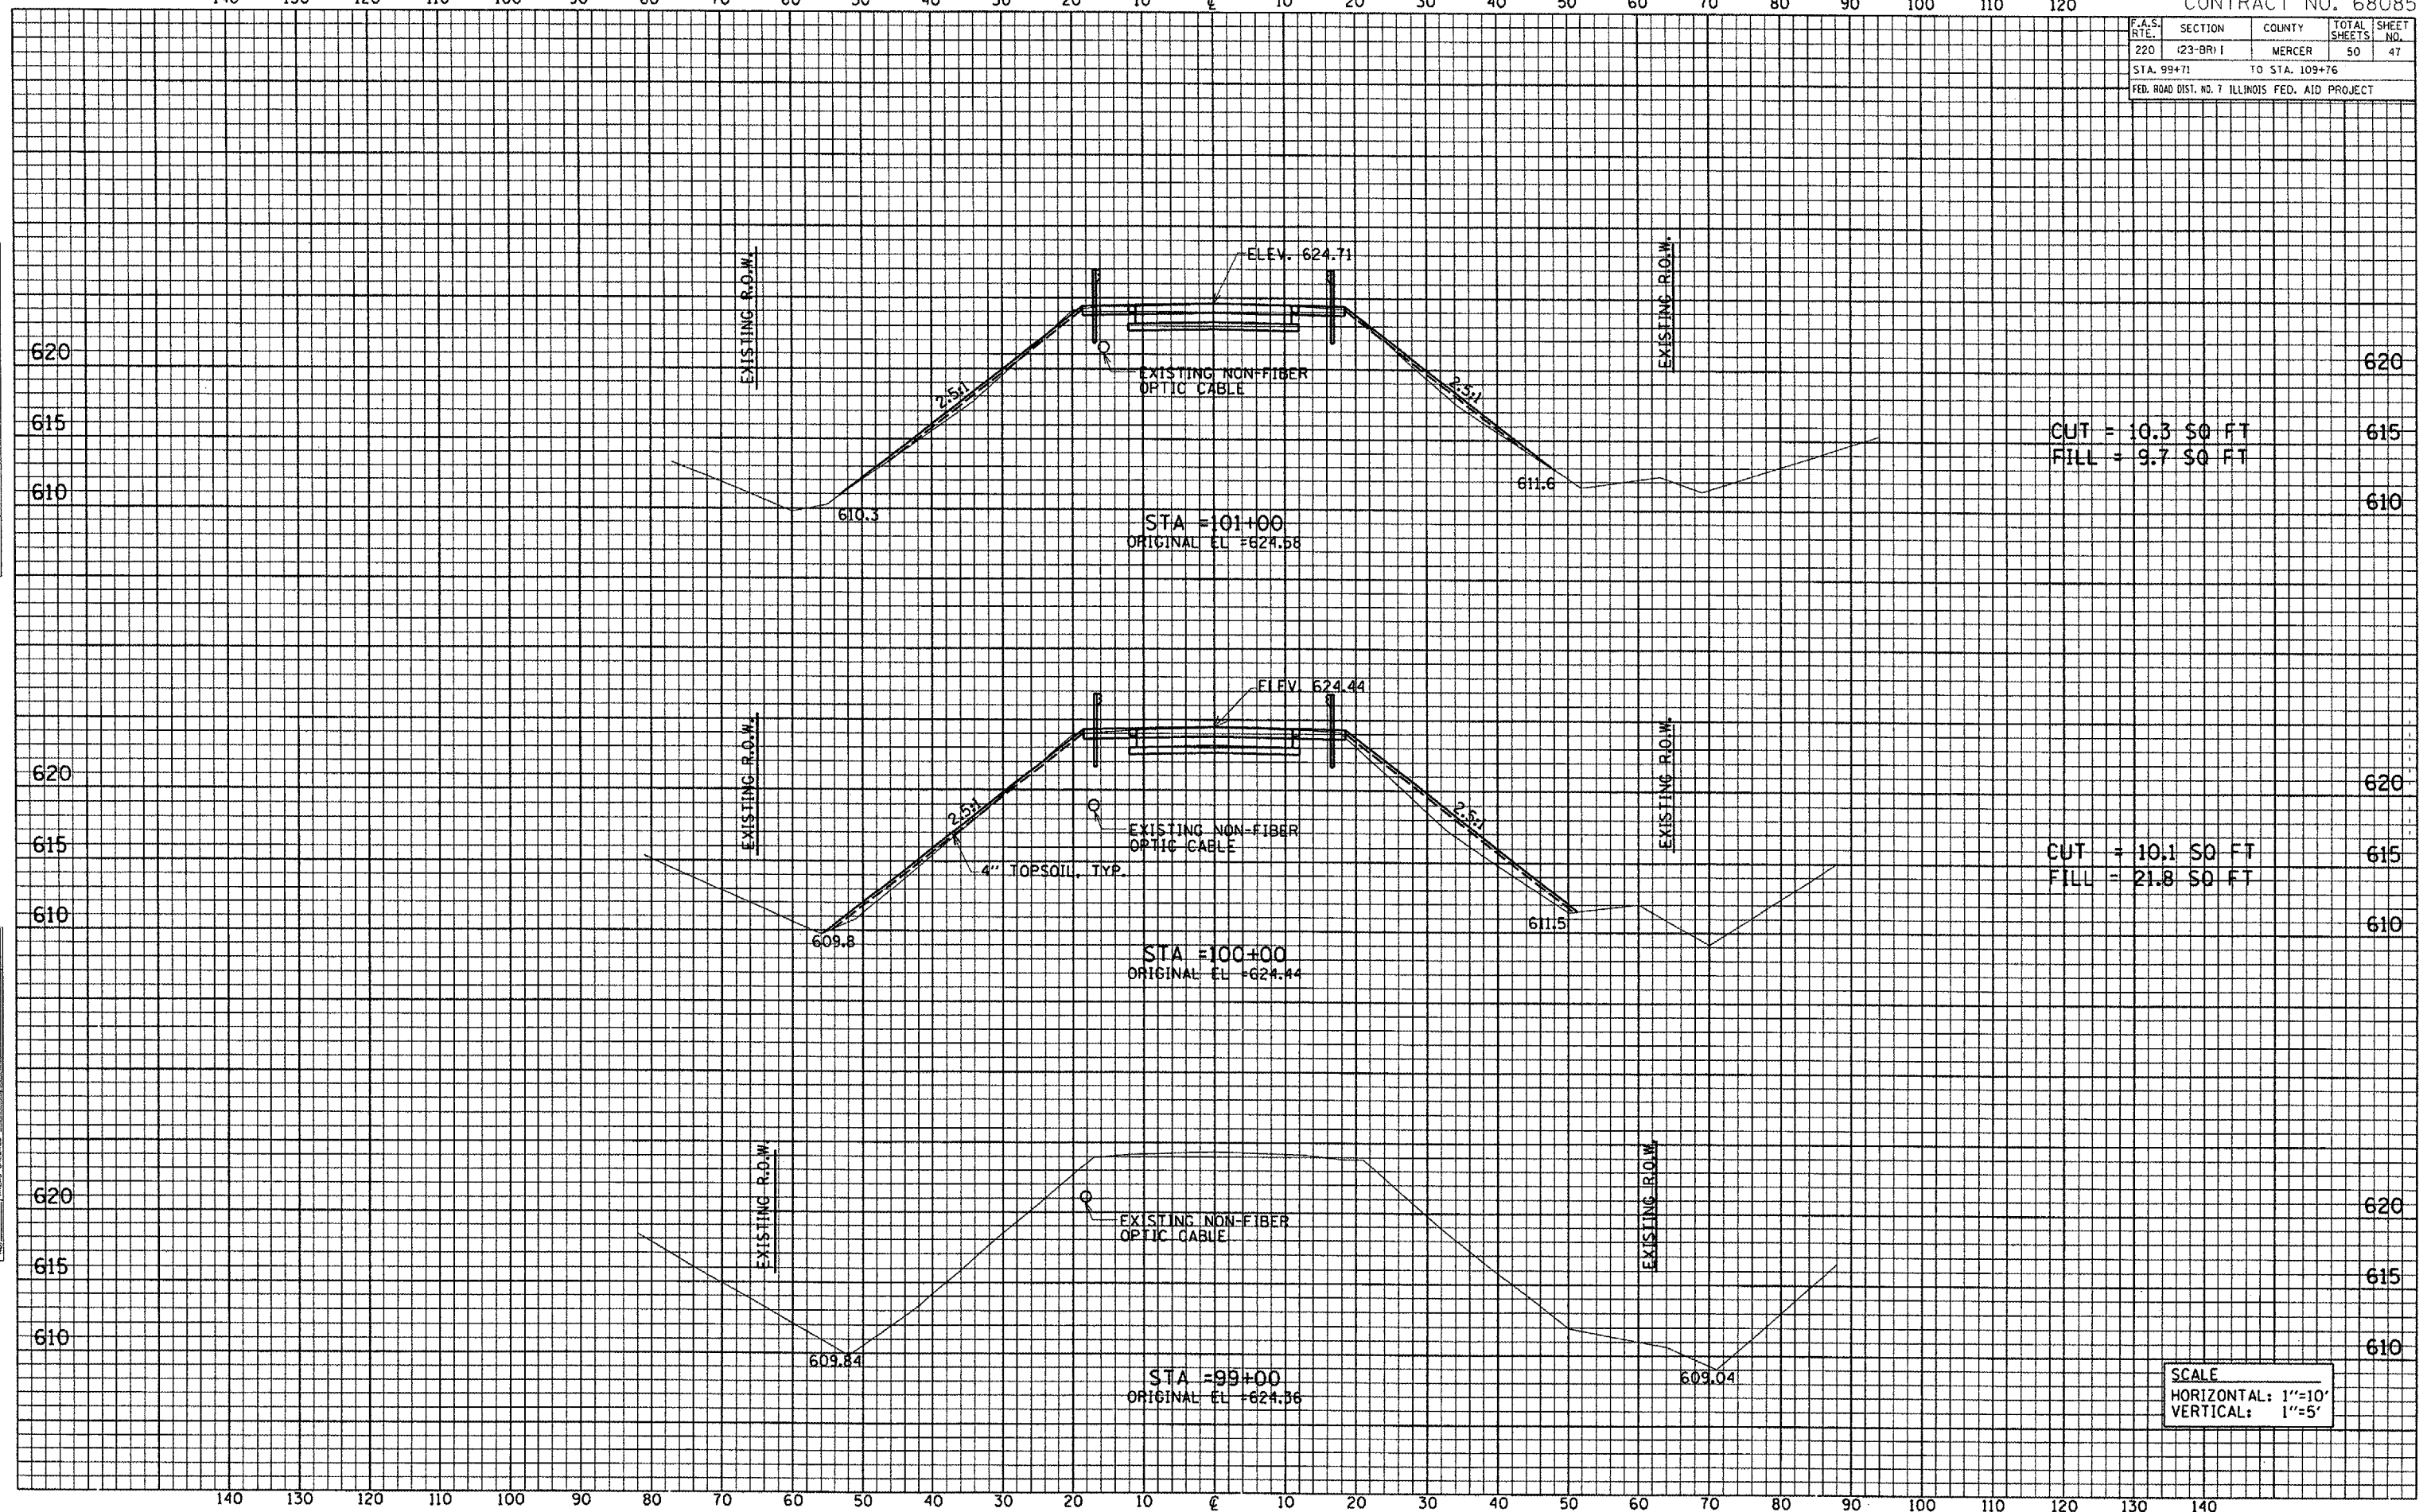 CONTRACT NO. 68085
F.A.S. RTE. SECTION COUNTY TOTAL SHEETS SHEET NO.
220 (23-BR) I MERCER 50 47
STA. 99+71 TO STA. 109+76
FED. ROAD DIST. NO. 7 ILLINOIS FED. AID PROJECT
EXISTING R.O.W.
ELEV. 624.71
EXISTING R.O.W.
620
620
EXISTING NON-FIBER
OPTIC CABLE
2.5:1
2.5:1
615
615
CUT = 10.3 SQ FT
FILL = 9.7 SQ FT
610
610
610.3
611.6
STA =101+00
ORIGINAL EL =624.58
EXISTING R.O.W.
ELEV. 624.44
EXISTING R.O.W.
620
620
2.5:1
2.5:1
EXISTING NON-FIBER
OPTIC CABLE
4" TOPSOIL, TYP.
615
615
CUT = 10.1 SQ FT
FILL = 21.8 SQ FT
610
610
609.8
611.5
STA =100+00
ORIGINAL EL =624.44
EXISTING R.O.W.
EXISTING R.O.W.
620
620
EXISTING NON-FIBER
OPTIC CABLE
615
615
610
610
609.84
609.04
STA =99+00
ORIGINAL EL =624.36
SCALE
HORIZONTAL: 1"=10'
VERTICAL: 1"=5'
140 130 120 110 100 90 80 70 60 50 40 30 20 10 ℄ 10 20 30 40 50 60 70 80 90 100 110 120 130 140